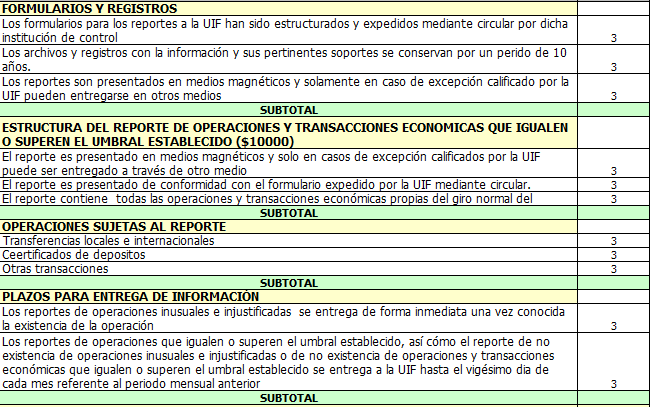 FORMULARIOS Y REGISTROS
Los formularios para los reportes a la UIF han sido estructurados y expedidos mediante circular por dicha
institución de control 3
Los archivos y registros con la información y sus pertinentes soportes se conservan por un perido de 10
años. 3
Los reportes son presentados en medios magnéticos y solamente en caso de excepción calificado por la
UIF pueden entregarse en otros medios 3
SUBTOTAL
ESTRUCTURA DEL REPORTE DE OPERACIONES Y TRANSACCIONES ECONOMICAS QUE IGUALEN
O SUPEREN EL UMBRAL ESTABLECIDO ($10000)
El reporte es presentado en medios magnéticos y solo en casos de excepción calificados por la UIF
puede ser entregado a través de otro medio 3
El reporte es presentado de conformidad con el formulario expedido por la UIF mediante circular. 3
El reporte contiene todas las operaciones y transacciones económicas propias del giro normal del 3
SUBTOTAL
OPERACIONES SUJETAS AL REPORTE
Transferencias locales e internacionales 3
Ceertificados de depositos 3
Otras transacciones 3
SUBTOTAL
PLAZOS PARA ENTREGA DE INFORMACIÓN
Los reportes de operaciones inusuales e injustificadas se entrega de forma inmediata una vez conocida
la existencia de la operación 3
Los reportes de operaciones que igualen o superen el umbral establecido, así cómo el reporte de no
existencia de operaciones inusuales e injustificadas o de no existencia de operaciones y transacciones
económicas que igualen o superen el umbral establecido se entrega a la UIF hasta el vigésimo dia de
cada mes referente al periodo mensual anterior 3
SUBTOTAL